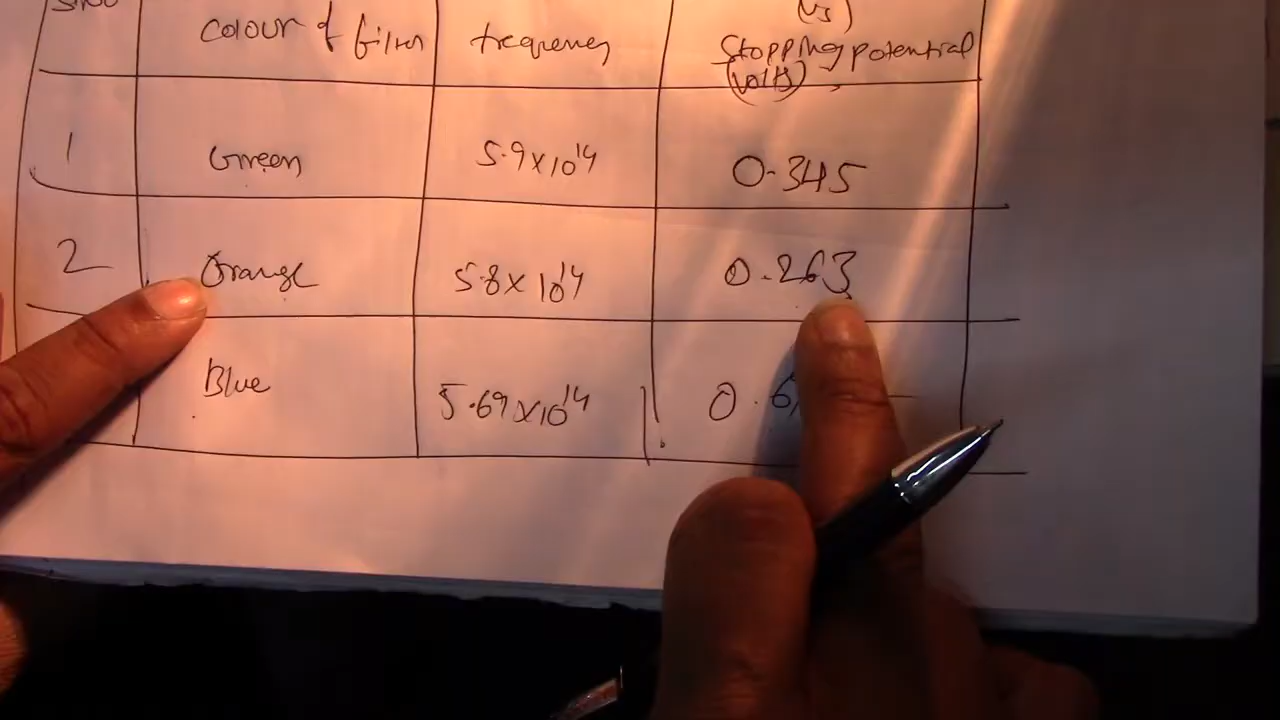 (Vs)
Colour of filter frequency Stopping potential
(volts)
1 Green 5.9x10^14 0.345
2 Orange 5.8x10^14 0.263
Blue 5.69x10^14 0.6